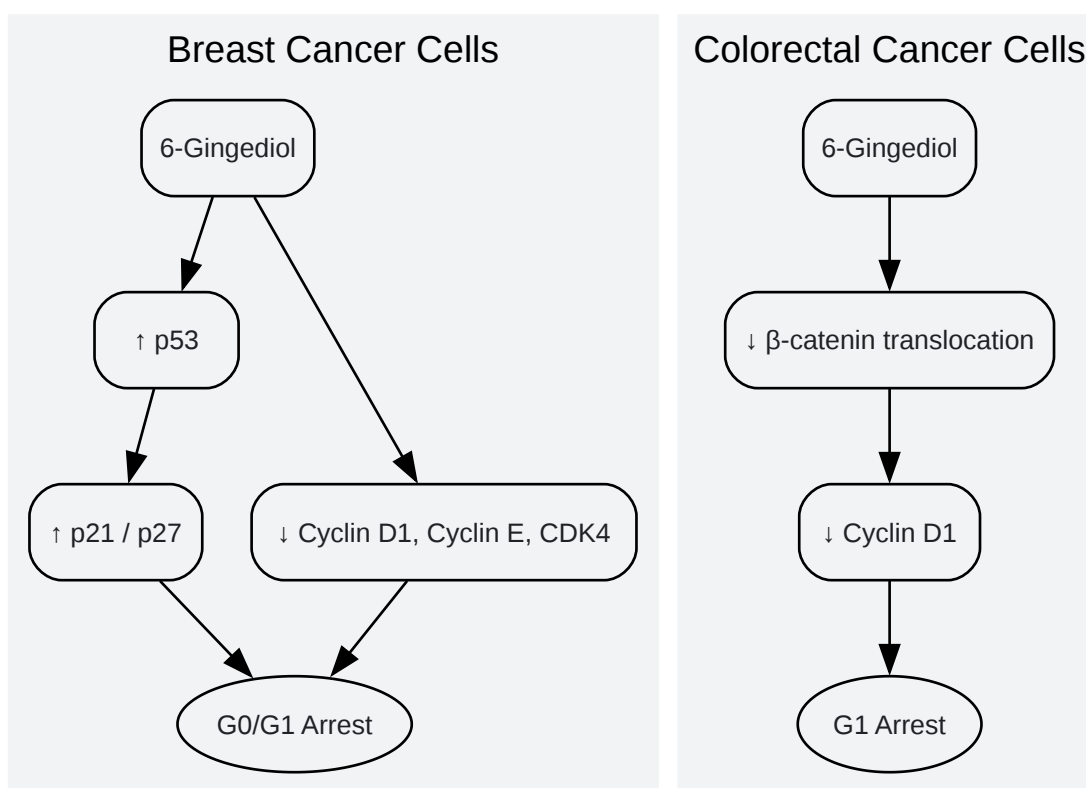 Breast Cancer Cells
6-Gingediol
↑ p53
↑ p21 / p27
↓ Cyclin D1, Cyclin E, CDK4
G0/G1 Arrest
Colorectal Cancer Cells
6-Gingediol
↓ β-catenin translocation
↓ Cyclin D1
G1 Arrest